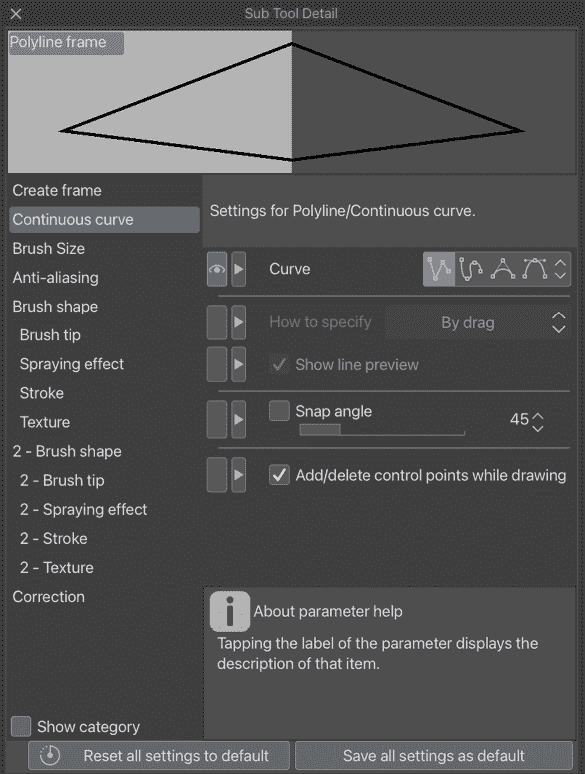 Sub Tool Detail
Polyline frame
Create frame
Continuous curve
Brush Size
Anti-aliasing
Brush shape
Brush tip
Spraying effect
Stroke
Texture
2 - Brush shape
2 - Brush tip
2 - Spraying effect
2 - Stroke
2 - Texture
Correction
Show category
Settings for Polyline/Continuous curve.
Curve
How to specify By drag
Show line preview
Snap angle 45
Add/delete control points while drawing
About parameter help
Tapping the label of the parameter displays the
description of that item.
Reset all settings to default Save all settings as default